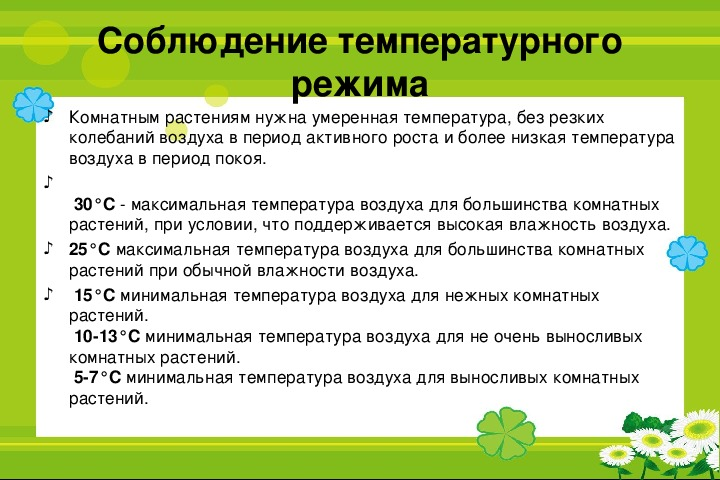 Соблюдение температурного
режима
♪ Комнатным растениям нужна умеренная температура, без резких
колебаний воздуха в период активного роста и более низкая температура
воздуха в период покоя.
♪
30°С - максимальная температура воздуха для большинства комнатных
растений, при условии, что поддерживается высокая влажность воздуха.
♪ 25°С максимальная температура воздуха для большинства комнатных
растений при обычной влажности воздуха.
♪ 15°С минимальная температура воздуха для нежных комнатных
растений.
10-13°С минимальная температура воздуха для не очень выносливых
комнатных растений.
5-7°С минимальная температура воздуха для выносливых комнатных
растений.